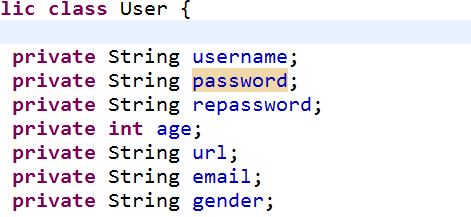 lic class User {
private String username;
private String password;
private String repassword;
private int age;
private String url;
private String email;
private String gender;